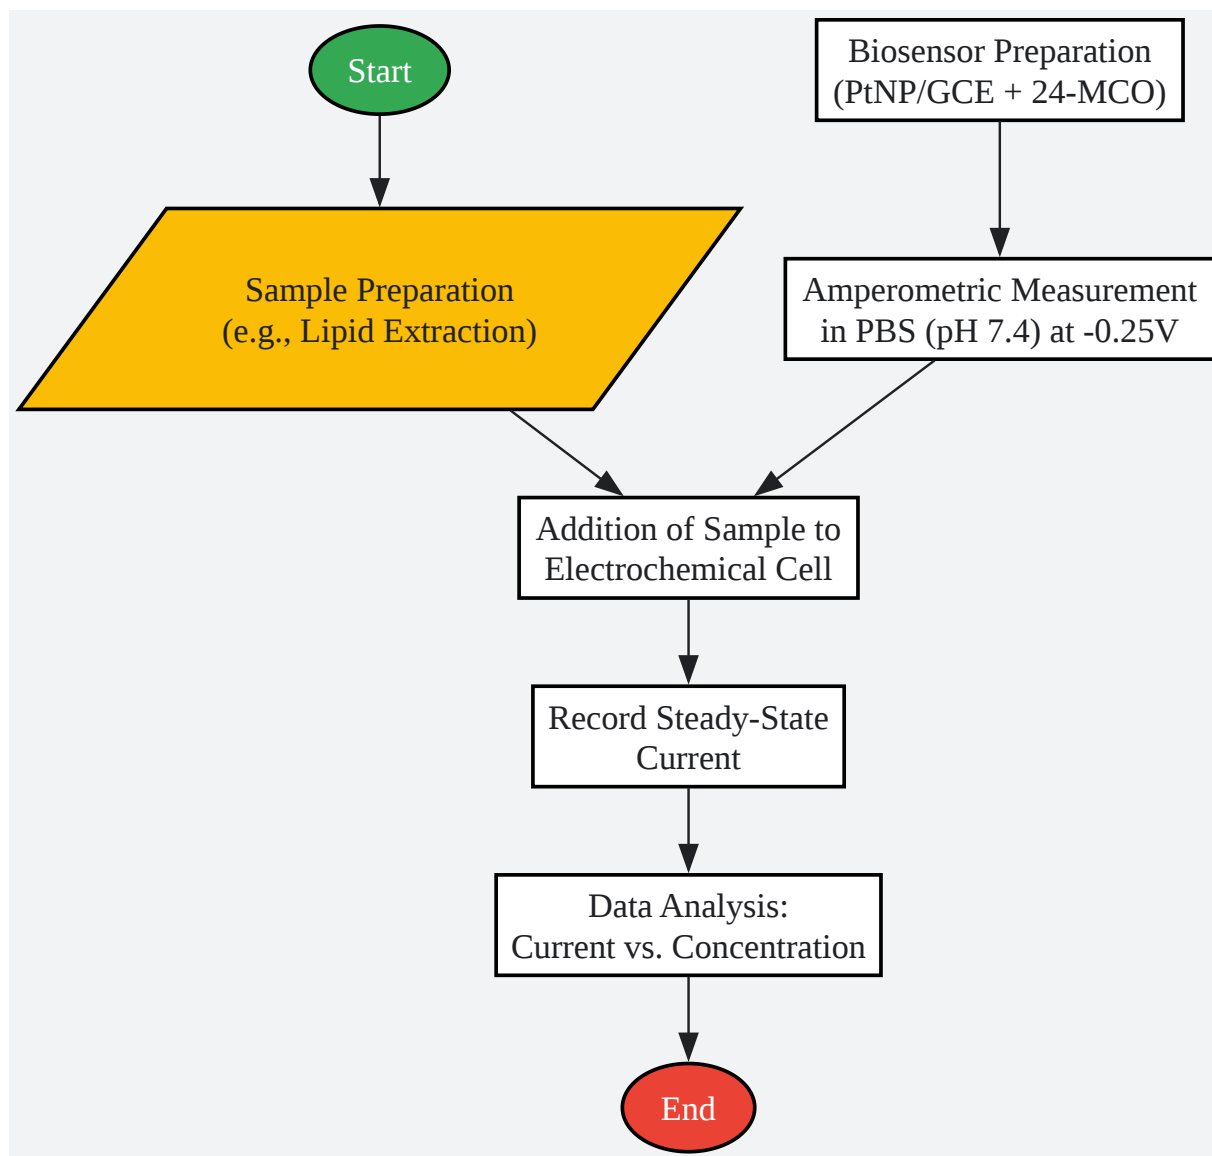 Start
Biosensor Preparation
(PtNP/GCE + 24-MCO)
Sample Preparation
(e.g., Lipid Extraction)
Amperometric Measurement
in PBS (pH 7.4) at -0.25V
Addition of Sample to
Electrochemical Cell
Record Steady-State
Current
Data Analysis:
Current vs. Concentration
End